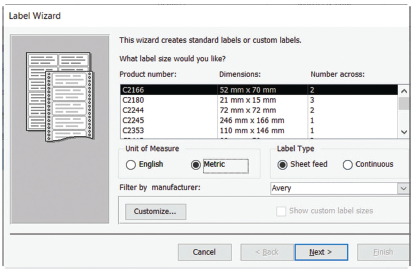 Label Wizard
This wizard creates standard labels or custom labels.
What label size would you like?
Product number: Dimensions: Number across:
C2166 52 mm x 70 mm 2
C2180 21 mm x 15 mm 3
C2244 72 mm x 72 mm 2
C2245 246 mm x 166 mm 1
C2353 110 mm x 146 mm 1
Unit of Measure Label Type
English Metric Sheet feed Continuous
Filter by manufacturer: Avery
Customize... Show custom label sizes
Cancel < Back Next > Finish